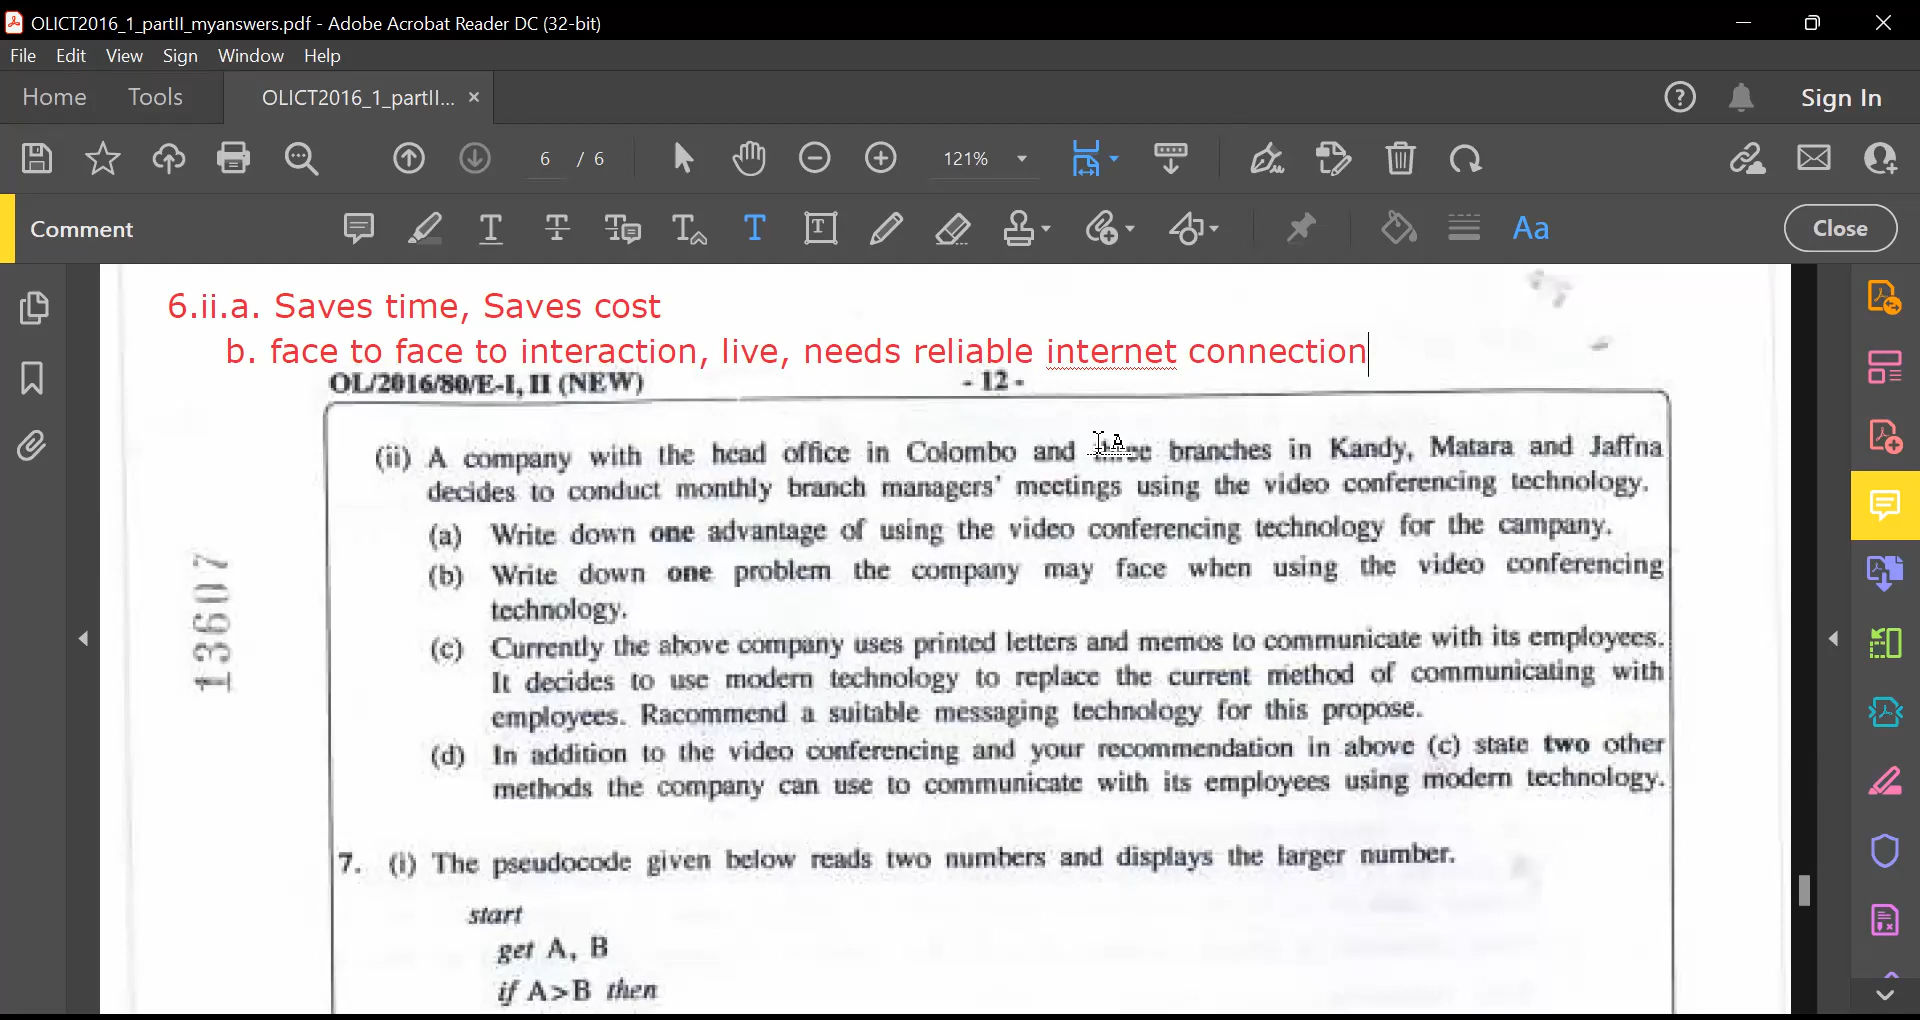 OLICT2016_1_partII_myanswers.pdf - Adobe Acrobat Reader DC (32-bit)
File Edit View Sign Window Help
Home Tools OLICT2016_1_partII... × Sign In
6 / 6 121%
Comment Close
6.ii.a. Saves time, Saves cost
b. face to face to interaction, live, needs reliable internet connection
OL/2016/80/E-I, II (NEW) - 12 -
(ii) A company with the head office in Colombo and three branches in Kandy, Matara and Jaffna
decides to conduct monthly branch managers' meetings using the video conferencing technology.
(a) Write down one advantage of using the video conferencing technology for the campany.
(b) Write down one problem the company may face when using the video conferencing
technology.
(c) Currently the above company uses printed letters and memos to communicate with its employees.
It decides to use modern technology to replace the current method of communicating with
employees. Racommend a suitable messaging technology for this propose.
(d) In addition to the video conferencing and your recommendation in above (c) state two other
methods the company can use to communicate with its employees using modern technology.
13607
7. (i) The pseudocode given below reads two numbers and displays the larger number.
start
get A, B
if A>B then